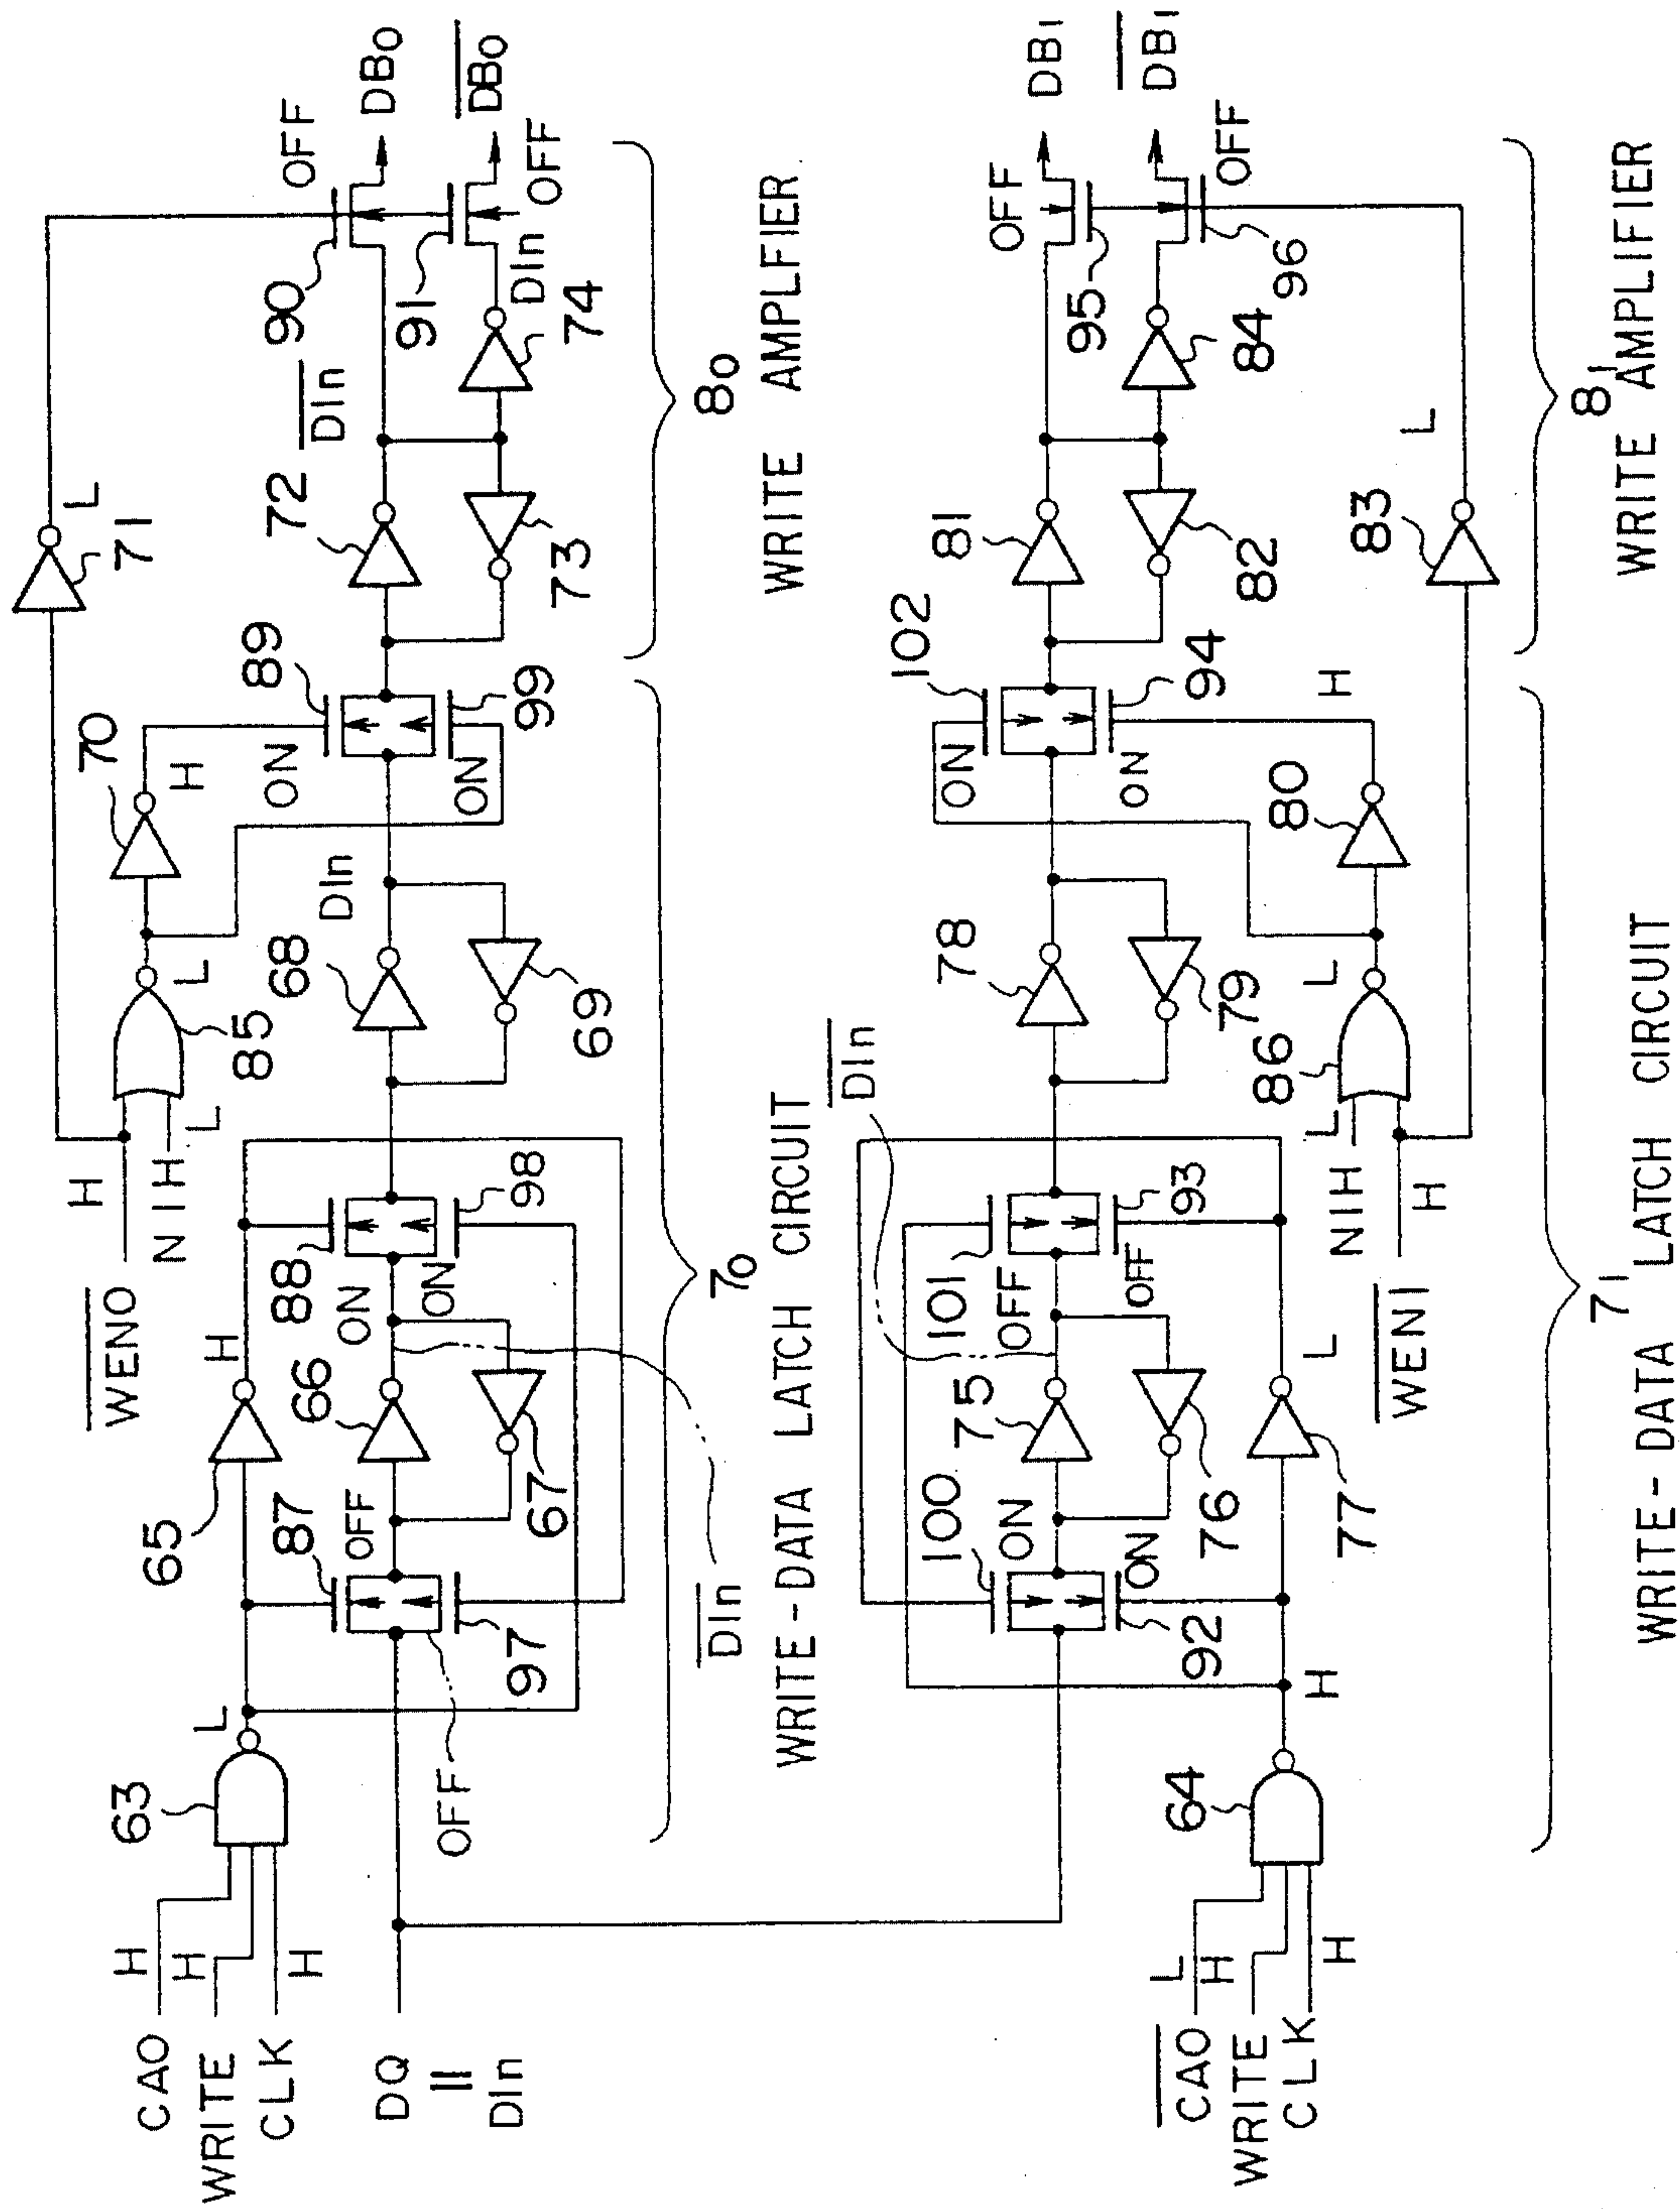 CA0
WRITE
CLK
H
H
H
63
L
65
H
DQ
=
DIn
87
OFF
97
OFF
66
67
DIn
88
ON
ON
98
WEN0
H
NIH
L
85
L
70
H
71
L
68
DIn
69
89
ON
ON
99
72
DIn
73
74
DIn
90
OFF
91
OFF
DB0
DB0
70
WRITE-DATA LATCH CIRCUIT
80
WRITE AMPLFIER
CA0
WRITE
CLK
L
H
H
64
H
77
L
100
ON
92
ON
75
76
DIn
101
OFF
93
OFF
78
79
NIH
L
WEN1
H
86
L
80
H
102
ON
94
ON
81
82
83
L
84
95
OFF
96
OFF
DB1
DB1
71
WRITE-DATA LATCH CIRCUIT
81
WRITE AMPLIFIER